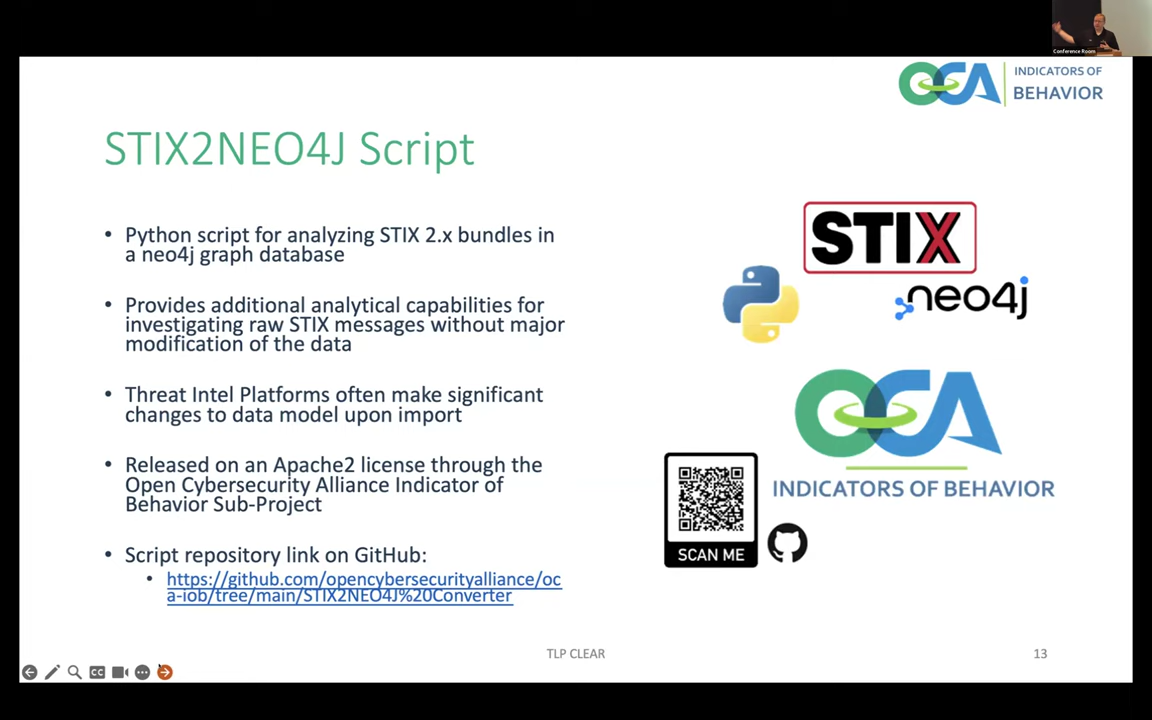 Conference Room
OCA
INDICATORS OF
BEHAVIOR
STIX2NEO4J Script
• Python script for analyzing STIX 2.x bundles in
a neo4j graph database
• Provides additional analytical capabilities for
investigating raw STIX messages without major
modification of the data
• Threat Intel Platforms often make significant
changes to data model upon import
• Released on an Apache2 license through the
Open Cybersecurity Alliance Indicator of
Behavior Sub-Project
• Script repository link on GitHub:
• https://github.com/opencybersecurityalliance/oc
a-iob/tree/main/STIX2NEO4J%20Converter
STIX
neo4j
OCA
INDICATORS OF BEHAVIOR
SCAN ME
TLP CLEAR
13
CC